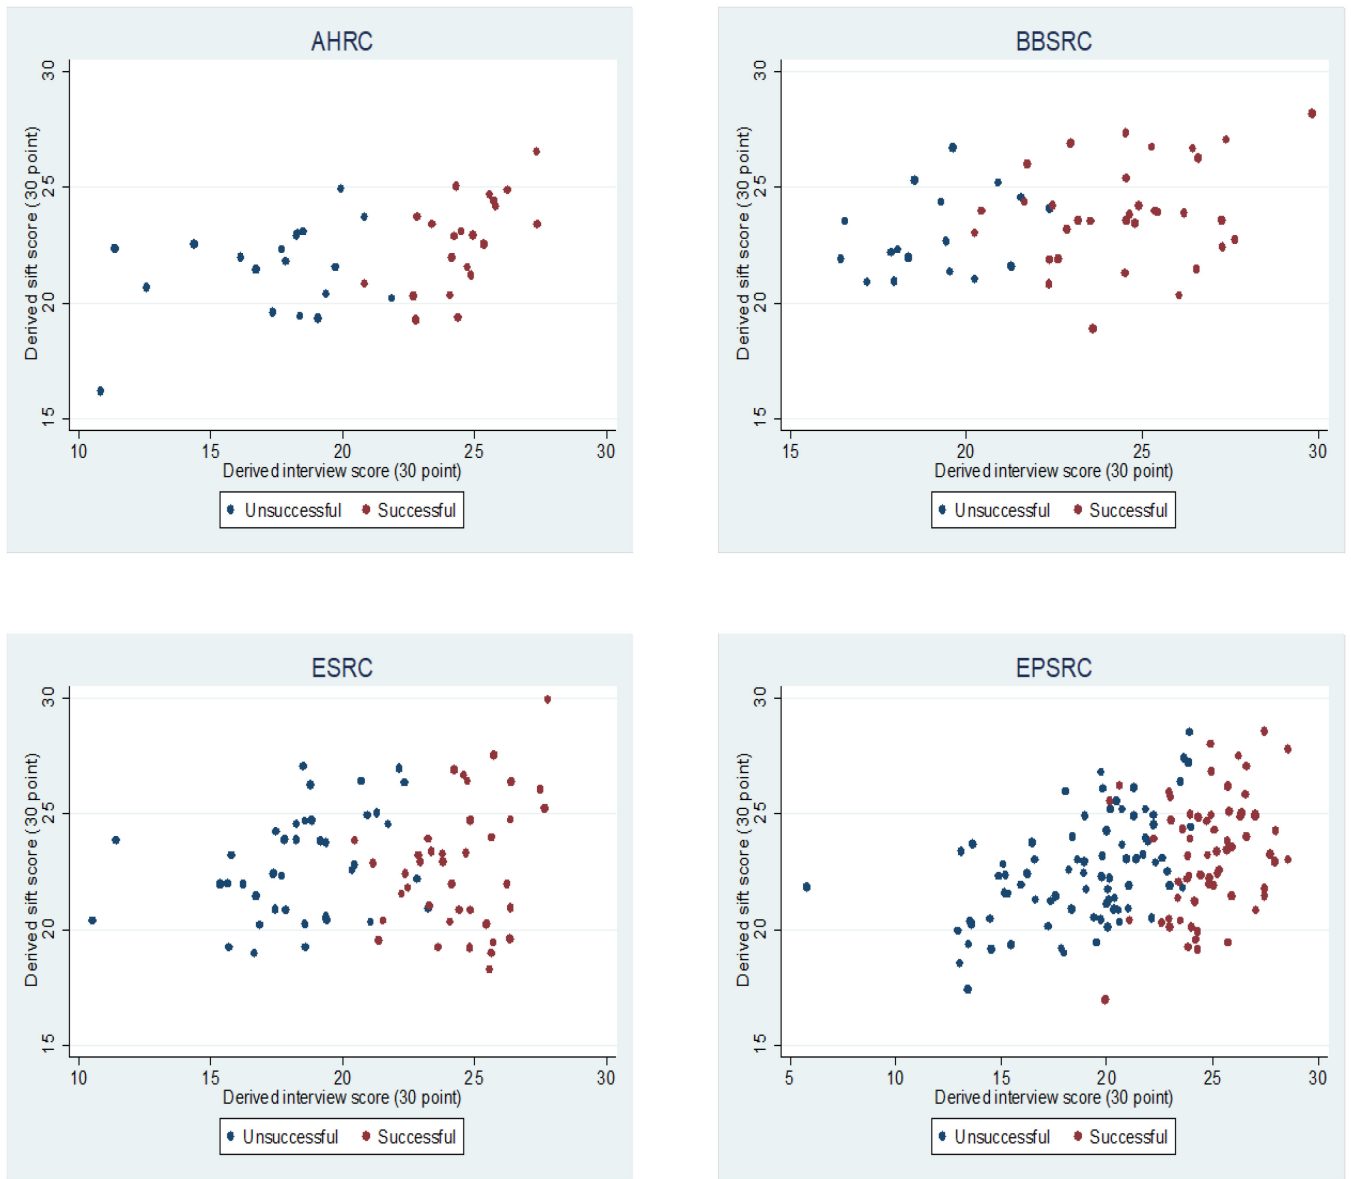 AHRC
30
25
20
15
Derived sift score (30 point)
10 15 20 25 30
Derived interview score (30 point)
Unsuccessful Successful
BBSRC
30
25
20
15
Derived sift score (30 point)
15 20 25 30
Derived interview score (30 point)
Unsuccessful Successful
ESRC
30
25
20
15
Derived sift score (30 point)
10 15 20 25 30
Derived interview score (30 point)
Unsuccessful Successful
EPSRC
30
25
20
15
Derived sift score (30 point)
5 10 15 20 25 30
Derived interview score (30 point)
Unsuccessful Successful